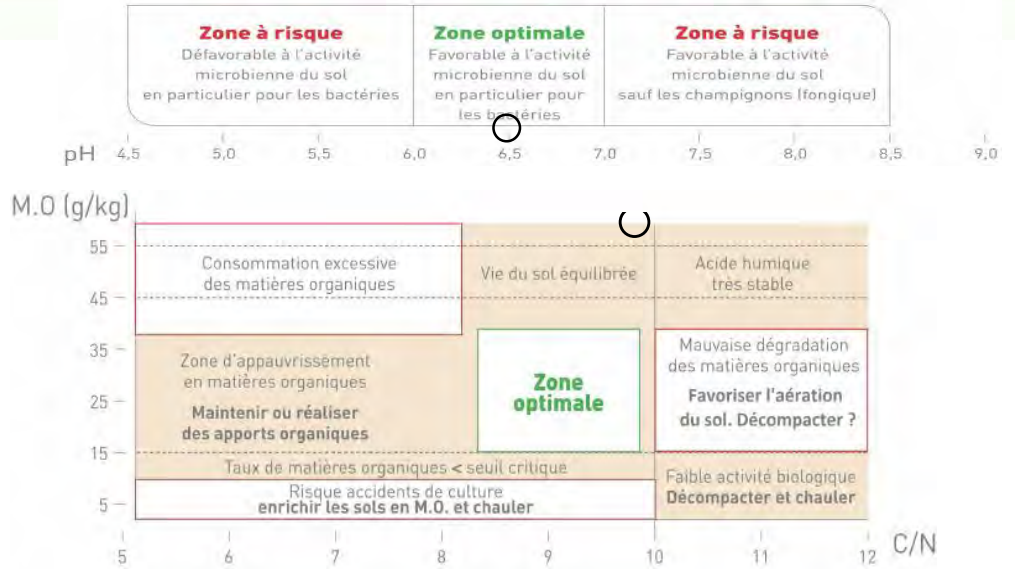 Zone à risque
Défavorable à l'activité
microbienne du sol
en particulier pour les bactéries
Zone optimale
Favorable à l'activité
microbienne du sol
en particulier pour
les bactéries
Zone à risque
Favorable à l'activité
microbienne du sol
sauf les champignons (fongique)
pH 4,5 5,0 5,5 6,0 6,5 7,0 7,5 8,0 8,5 9,0
M.O (g/kg)
55
Consommation excessive
des matières organiques
Vie du sol équilibrée
Acide humique
très stable
45
35
Zone d'appauvrissement
en matières organiques
Maintenir ou réaliser
des apports organiques
Zone
optimale
Mauvaise dégradation
des matières organiques
Favoriser l'aération
du sol. Décompacter ?
25
15
Taux de matières organiques < seuil critique
Risque accidents de culture
enrichir les sols en M.O. et chauler
Faible activité biologique
Décompacter et chauler
5
5 6 7 8 9 10 11 12 C/N